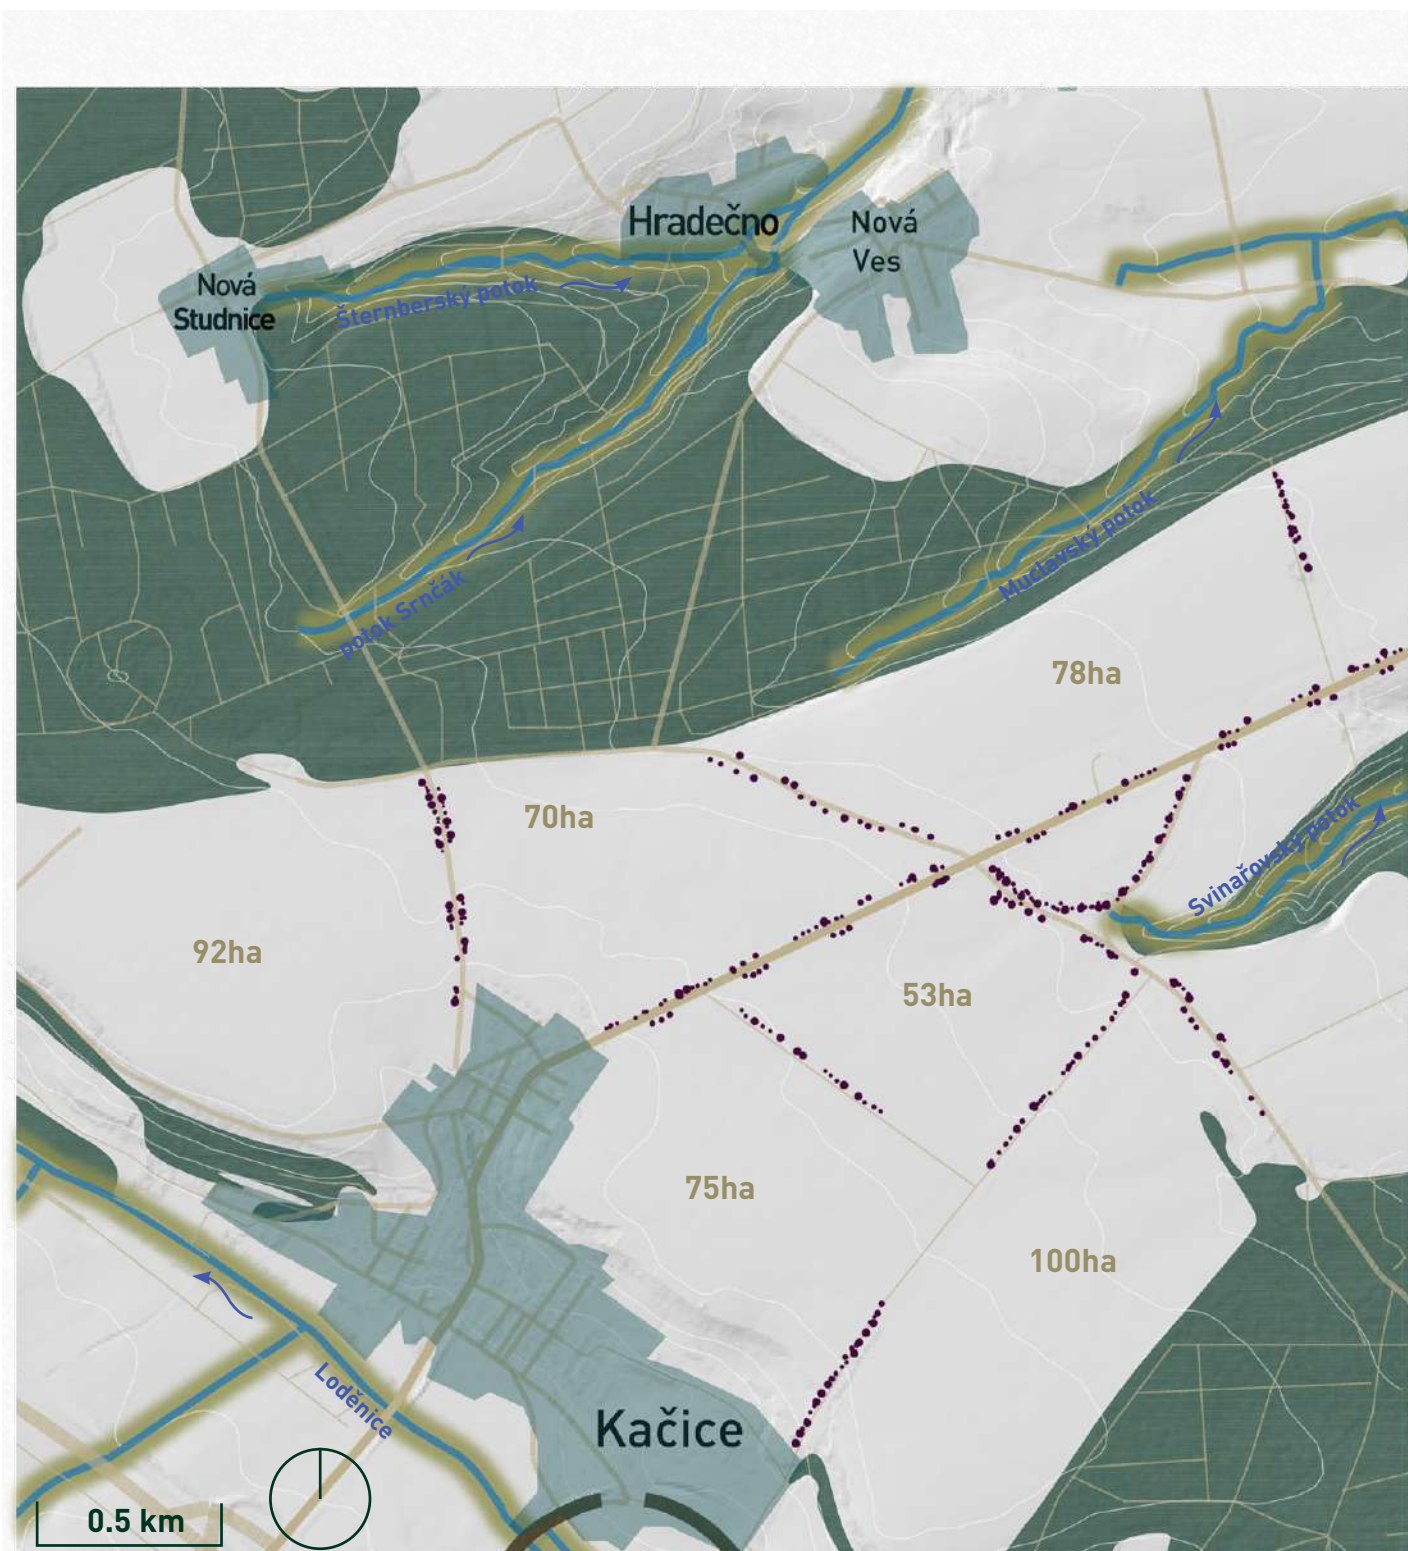 Hradečno
Nová
Ves
Nová
Studnice
Šternberský potok
potok Srnčák
Muclavský potok
78ha
70ha
Svinařovský potok
92ha
53ha
75ha
100ha
Loděnice
Kačice
0.5 km